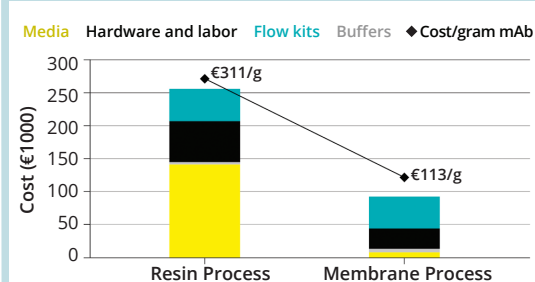 Media Hardware and labor Flow kits Buffers Cost/gram mAb
300
250
200
150
100
50
0
Cost (€1000)
€311/g
€113/g
Resin Process Membrane Process